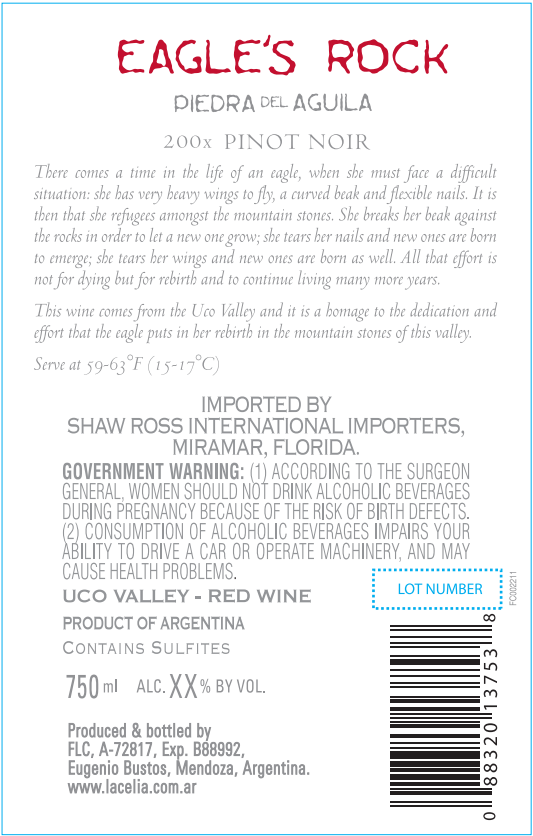 EAGLE'S ROCK
PIEDRA DEL AGUILA
200x PINOT NOIR
There comes a time in the life of an eagle, when she must face a difficult
situation: she has very heavy wings to fly, a curved beak and flexible nails. It is
then that she refugees amongst the mountain stones. She breaks her beak against
the rocks in order to let a new one grow; she tears her nails and new ones are born
to emerge; she tears her wings and new ones are born as well. All that effort is
not for dying but for rebirth and to continue living many more years.
This wine comes from the Uco Valley and it is a homage to the dedication and
effort that the eagle puts in her rebirth in the mountain stones of this valley.
Serve at 59-63°F (15-17°C)
IMPORTED BY
SHAW ROSS INTERNATIONAL IMPORTERS,
MIRAMAR, FLORIDA.
GOVERNMENT WARNING: (1) ACCORDING TO THE SURGEON
GENERAL, WOMEN SHOULD NOT DRINK ALCOHOLIC BEVERAGES
DURING PREGNANCY BECAUSE OF THE RISK OF BIRTH DEFECTS.
(2) CONSUMPTION OF ALCOHOLIC BEVERAGES IMPAIRS YOUR
ABILITY TO DRIVE A CAR OR OPERATE MACHINERY, AND MAY
CAUSE HEALTH PROBLEMS.
UCO VALLEY - RED WINE
PRODUCT OF ARGENTINA
CONTAINS SULFITES
750 ml ALC. XX % BY VOL.
Produced & bottled by
FLC, A-72817, Exp. B88992,
Eugenio Bustos, Mendoza, Argentina.
www.lacelia.com.ar
LOT NUMBER
FC002211
0 88320 13753 8